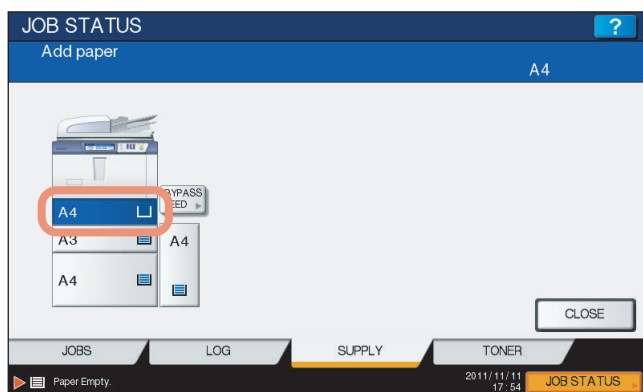 JOB STATUS
?
Add paper
A4
BYPASS
FEED
A4
A3
A4
A4
CLOSE
JOBS
LOG
SUPPLY
TONER
Paper Empty.
2011/11/11
17:54
JOB STATUS